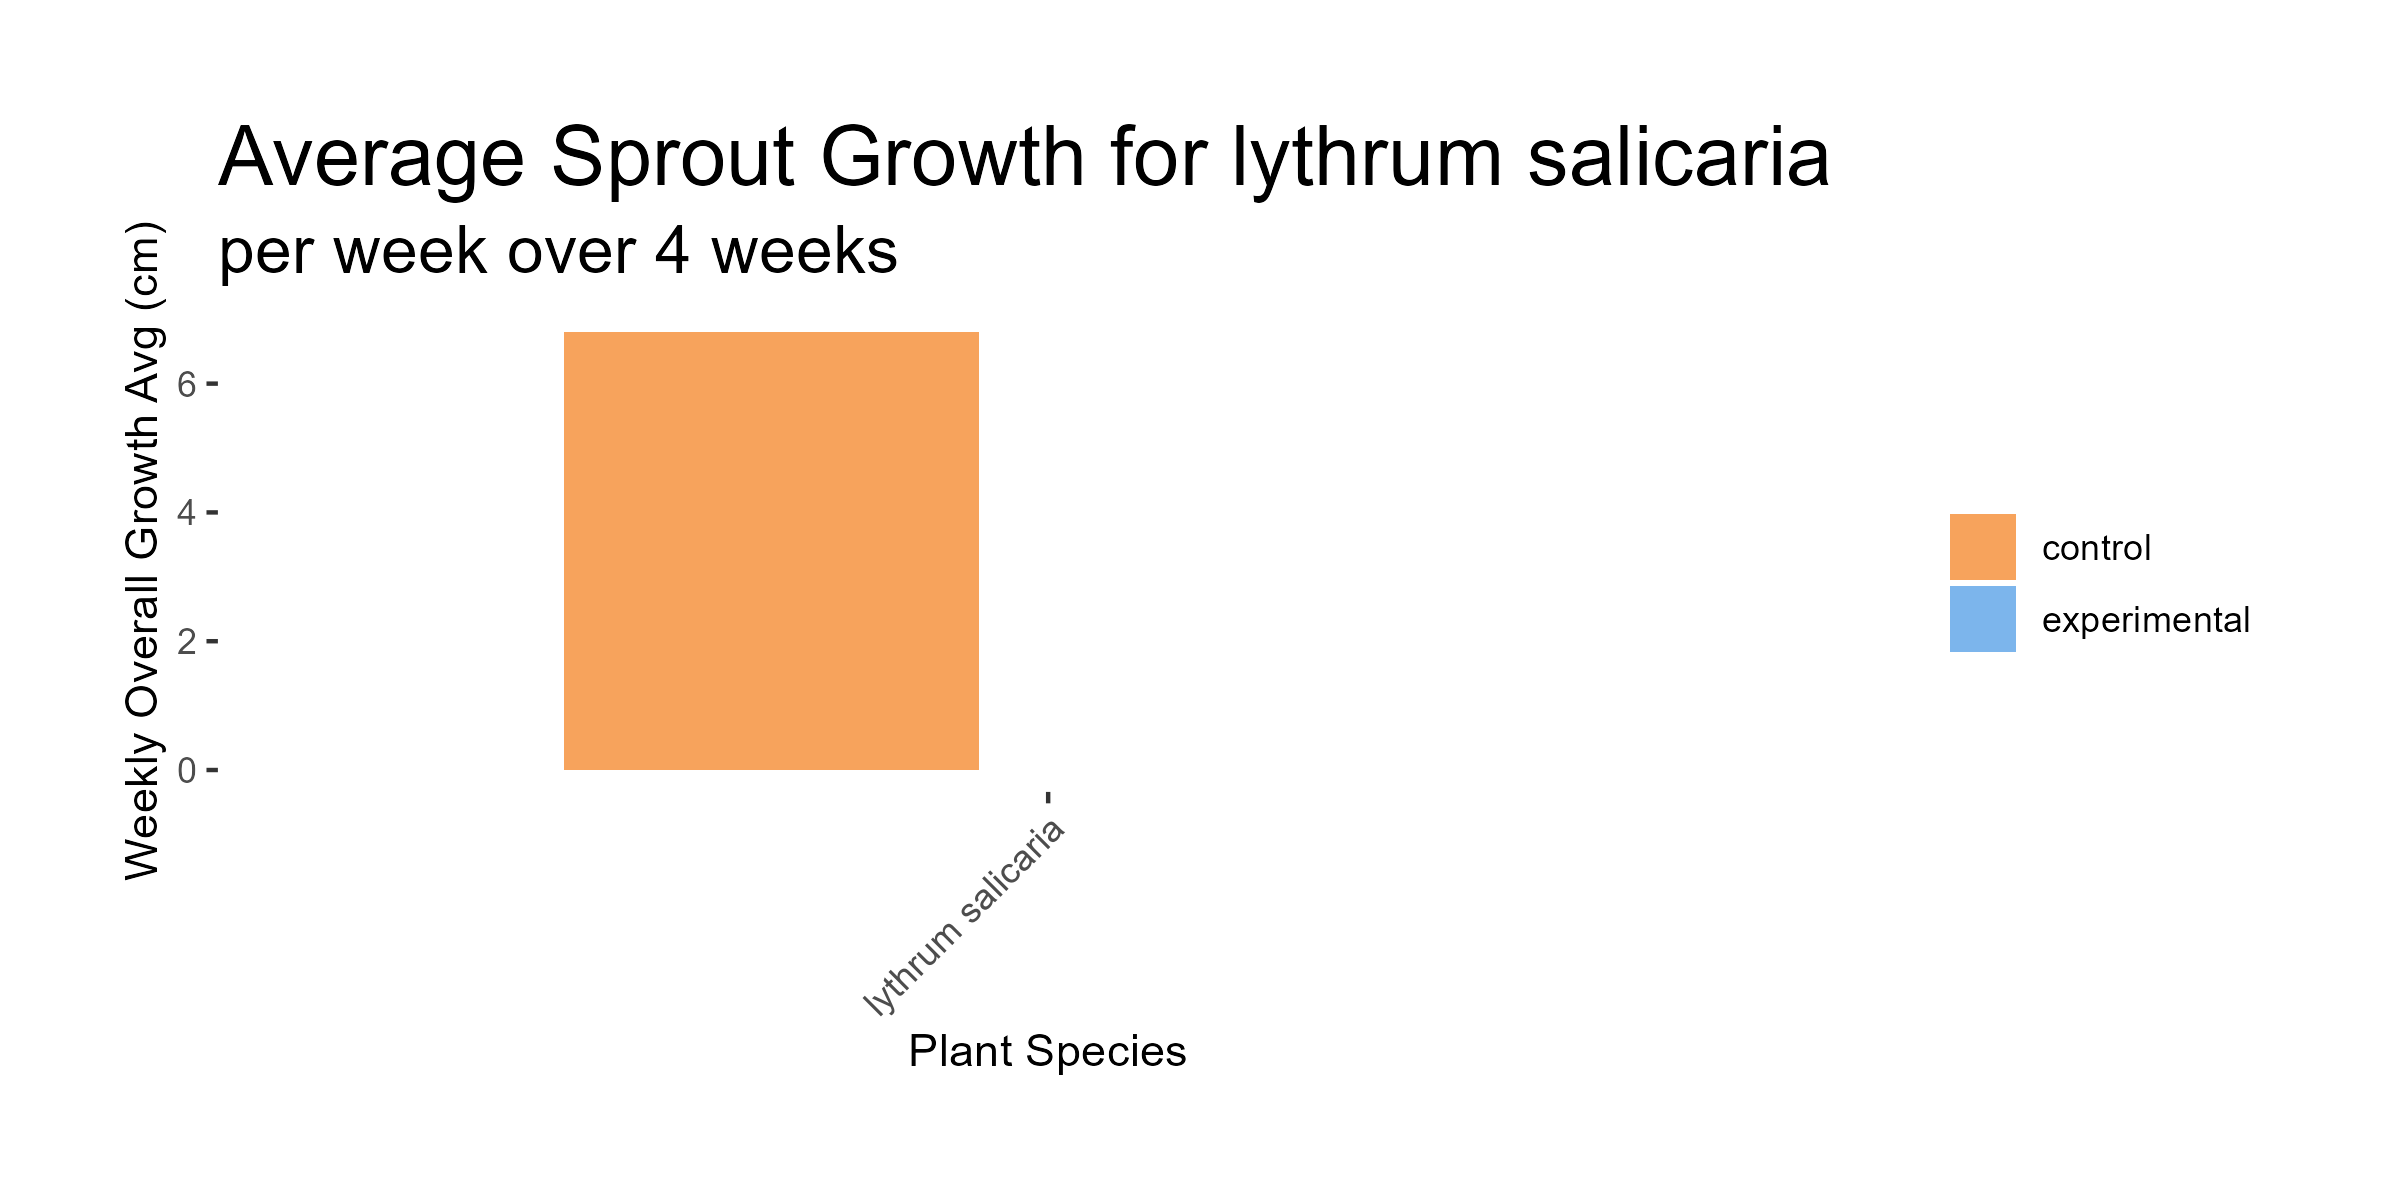 Average Sprout Growth for lythrum salicaria
per week over 4 weeks
Weekly Overall Growth Avg (cm)
6
4
2
0
lythrum salicaria
Plant Species
control
experimental